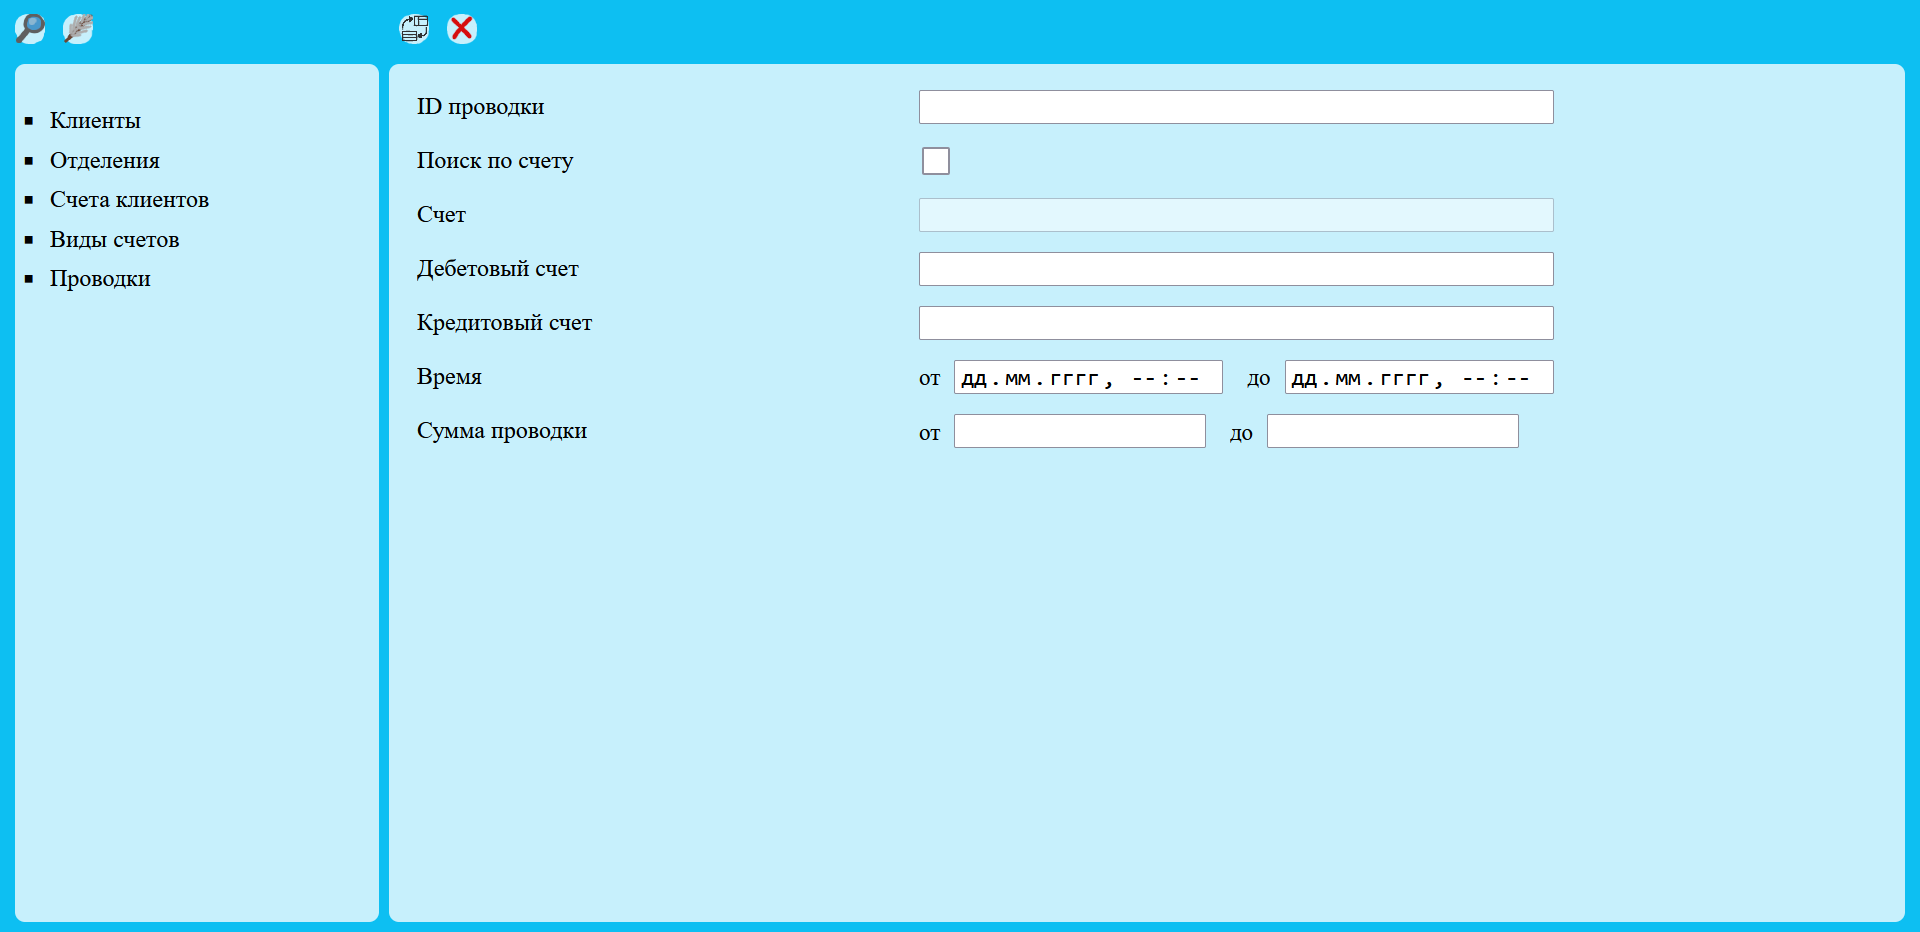 Клиенты
Отделения
Счета клиентов
Виды счетов
Проводки
ID проводки
Поиск по счету
Счет
Дебетовый счет
Кредитовый счет
Время от дд.мм.гггг, --:-- до дд.мм.гггг, --:--
Сумма проводки от до